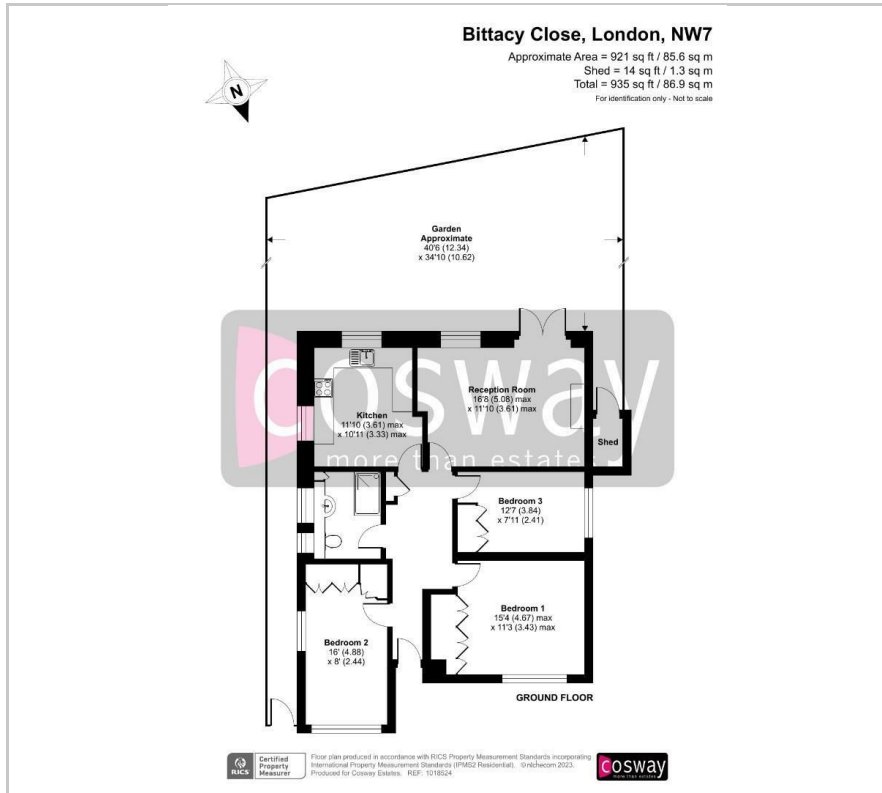 Bittacy Close, London, NW7
Approximate Area = 921 sq ft / 85.6 sq m
Shed = 14 sq ft / 1.3 sq m
Total = 935 sq ft / 86.9 sq m
For identification only - Not to scale
N
Garden
Approximate
40'6 (12.34)
x 34'10 (10.62)
cosway
more than estates
Kitchen
11'10 (3.61) max
x 10'11 (3.33) max
Reception Room
16'8 (5.08) max
x 11'10 (3.61) max
Shed
Bedroom 3
12'7 (3.84)
x 7'11 (2.41)
Bedroom 1
15'4 (4.67) max
x 11'3 (3.43) max
Bedroom 2
16' (4.88)
x 8' (2.44)
GROUND FLOOR
RICS
Certified
Property
Measurer
Floor plan produced in accordance with RICS Property Measurement Standards incorporating
International Property Measurement Standards (IPMS2 Residential). ©nichecom 2023.
Produced for Cosway Estates. REF: 1018524
cosway
more than estates